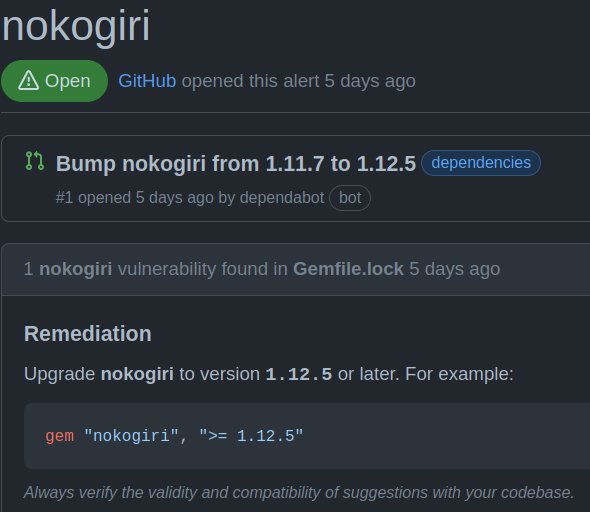 nokogiri
Open GitHub opened this alert 5 days ago
Bump nokogiri from 1.11.7 to 1.12.5 dependencies
#1 opened 5 days ago by dependabot bot
1 nokogiri vulnerability found in Gemfile.lock 5 days ago
Remediation
Upgrade nokogiri to version 1.12.5 or later. For example:
gem "nokogiri", ">= 1.12.5"
Always verify the validity and compatibility of suggestions with your codebase.